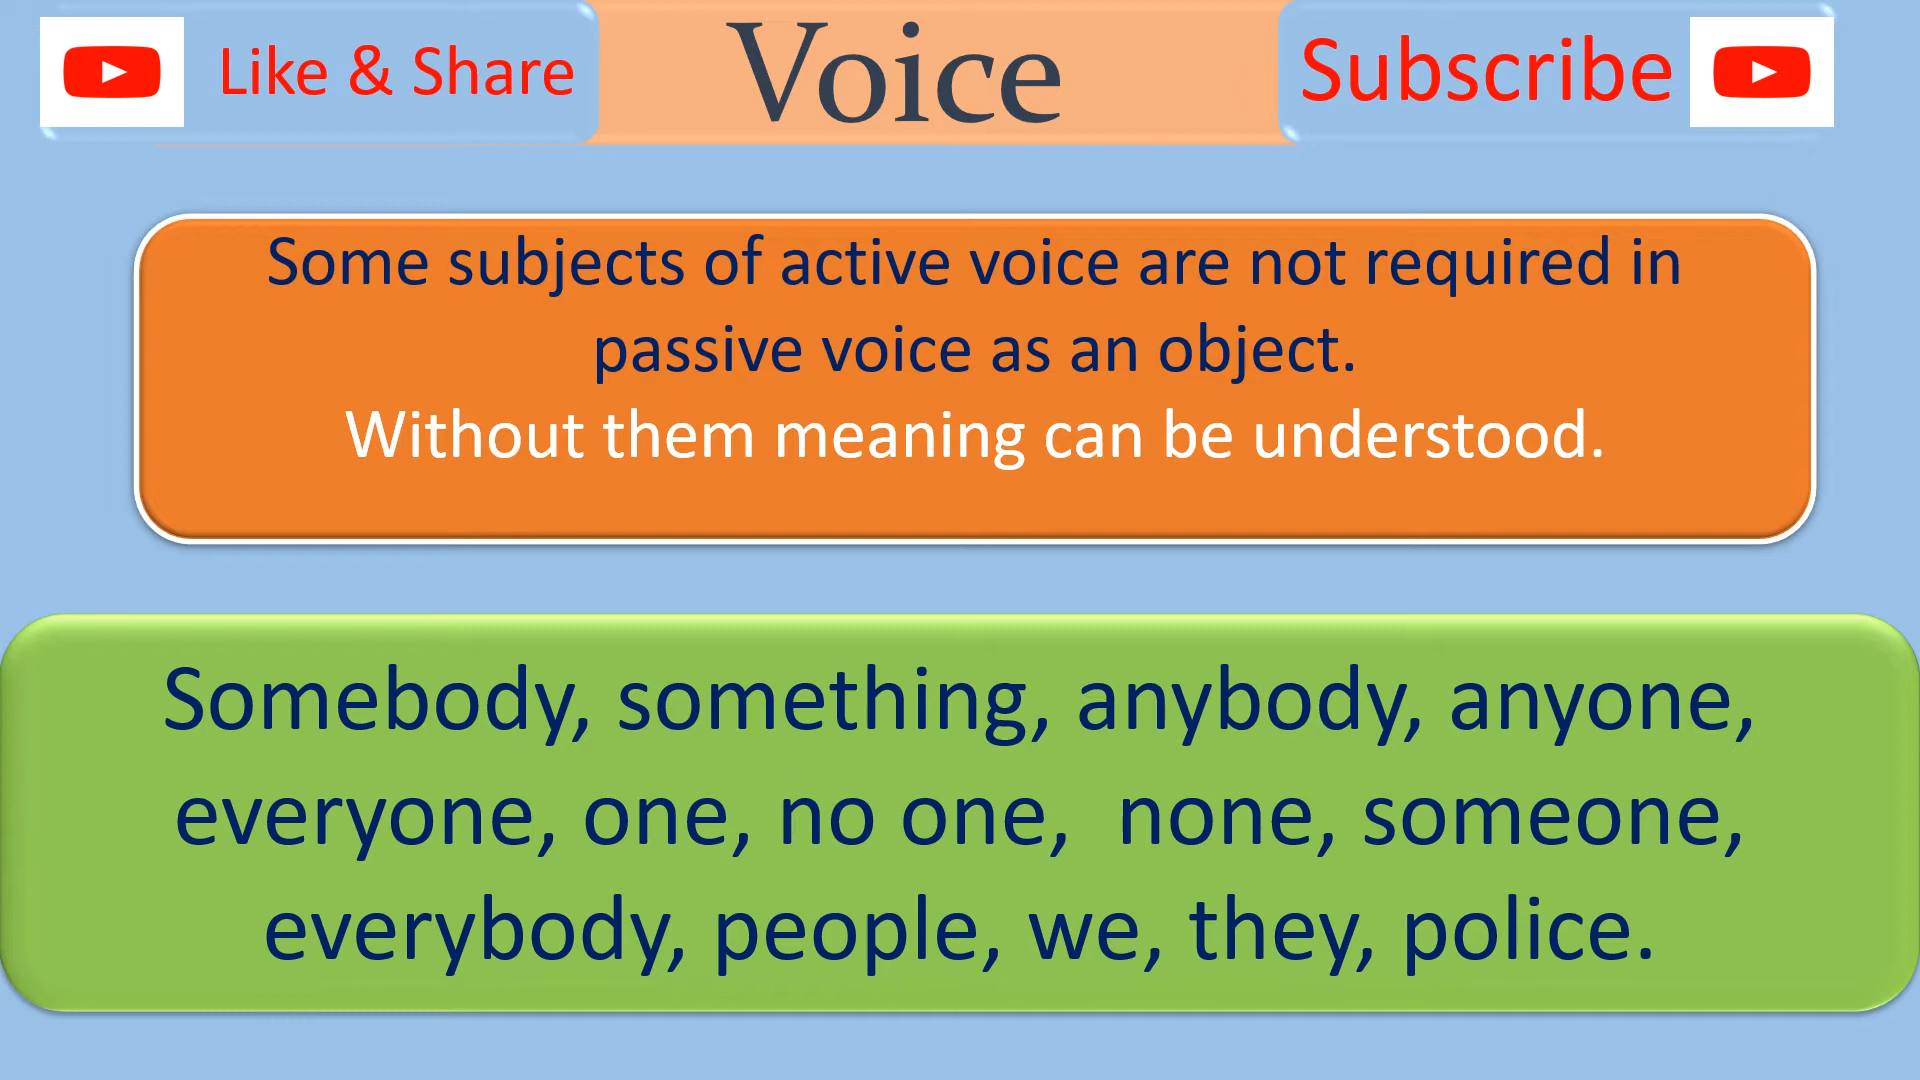 Like & Share
Voice
Subscribe
Some subjects of active voice are not required in
passive voice as an object.
Without them meaning can be understood.
Somebody, something, anybody, anyone,
everyone, one, no one,  none, someone,
everybody, people, we, they, police.